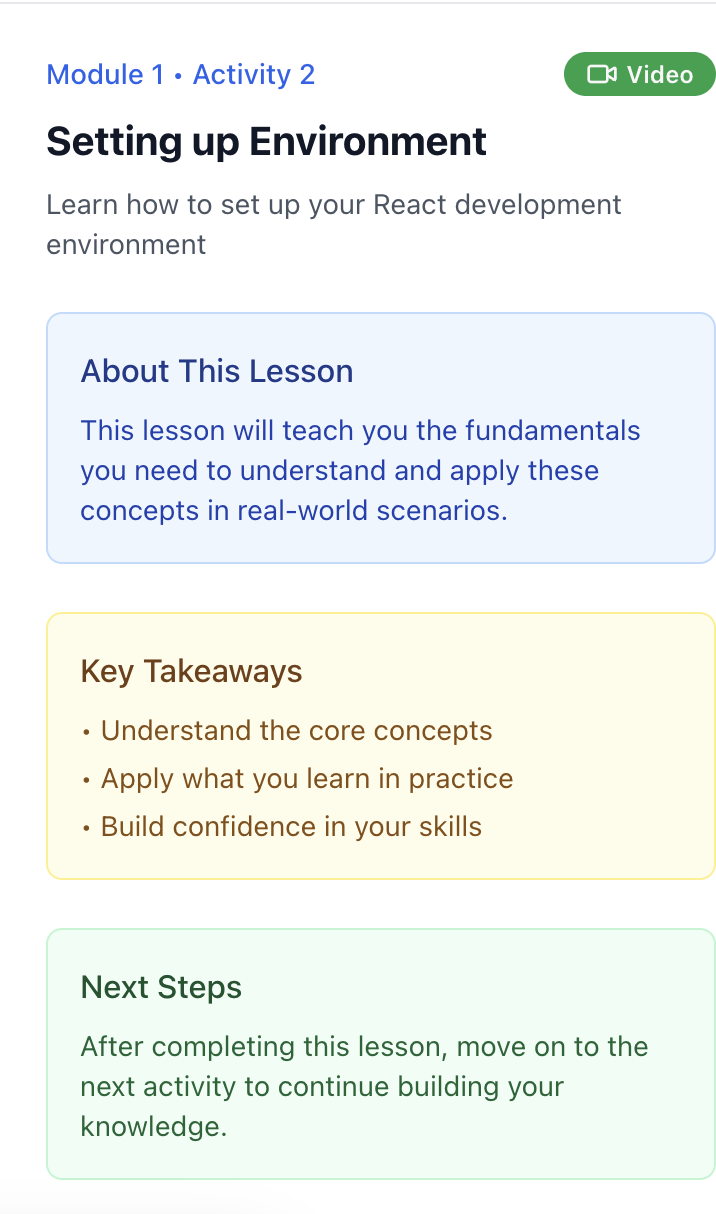 Module 1 • Activity 2
Video
Setting up Environment
Learn how to set up your React development
environment
About This Lesson
This lesson will teach you the fundamentals
you need to understand and apply these
concepts in real-world scenarios.
Key Takeaways
• Understand the core concepts
• Apply what you learn in practice
• Build confidence in your skills
Next Steps
After completing this lesson, move on to the
next activity to continue building your
knowledge.